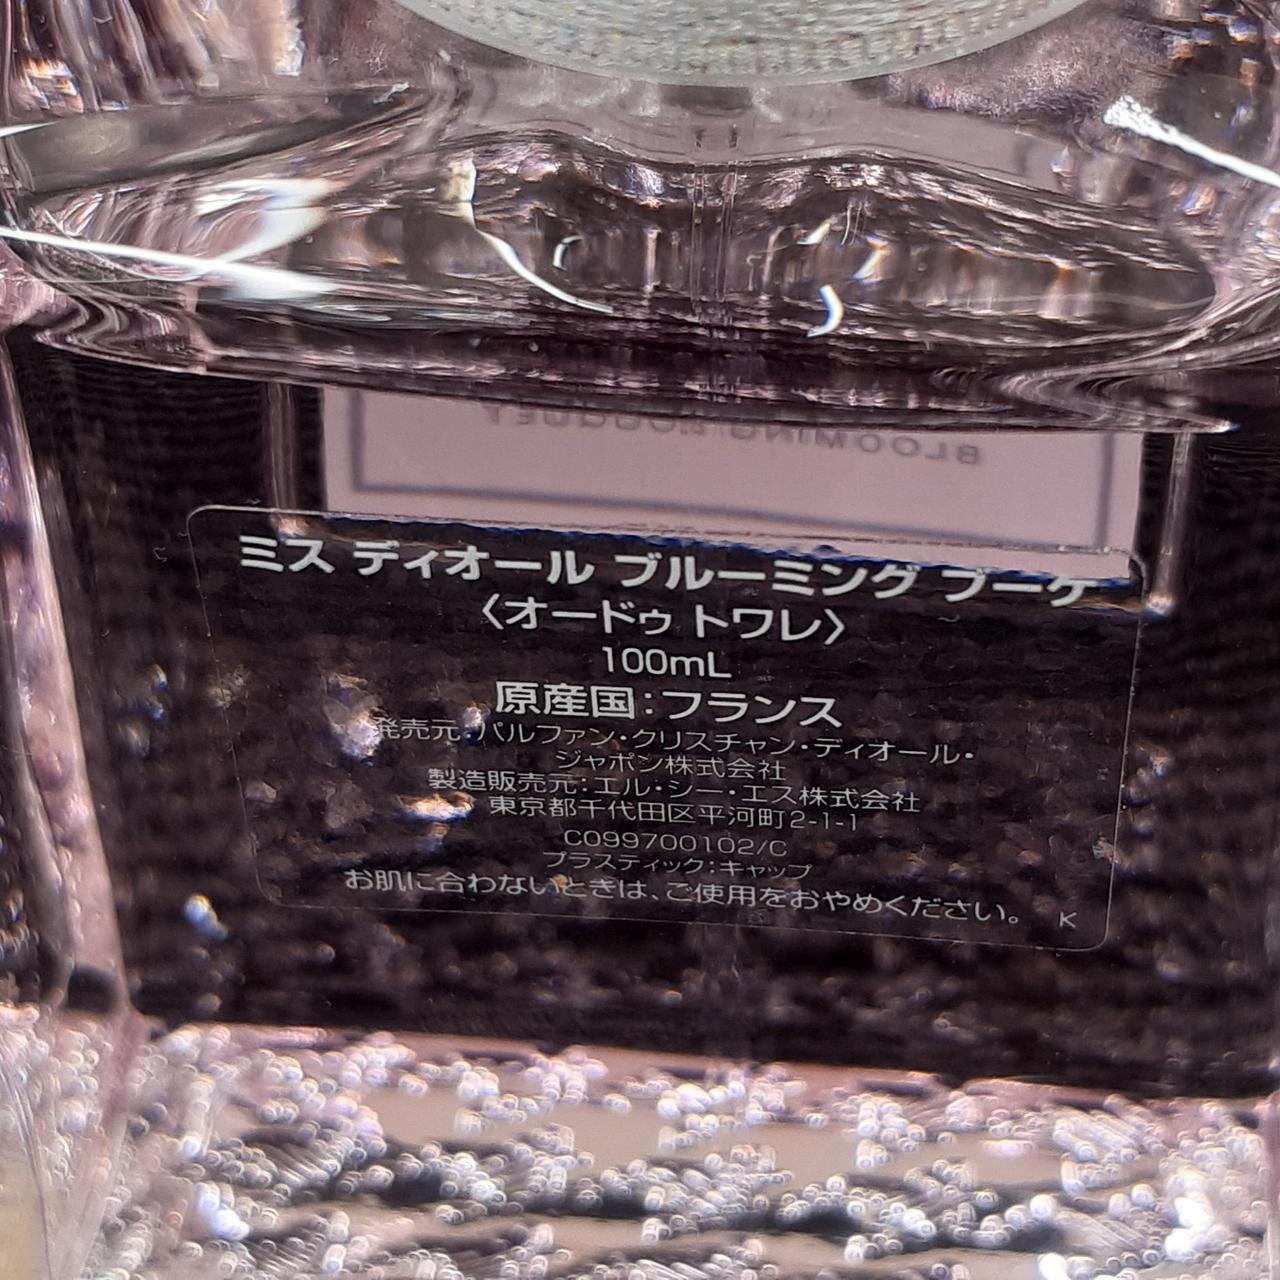 BLOOMING BOUQUET
ミス ディオール ブルーミング ブーケ
〈オードゥ トワレ〉
100mL
原産国：フランス
発売元：パルファン・クリスチャン・ディオール・
ジャポン株式会社
製造販売元：エル・シー・エス株式会社
東京都千代田区平河町2-1-1
C099700102/C
プラスティック：キャップ
お肌に合わないときは、ご使用をおやめください。 K